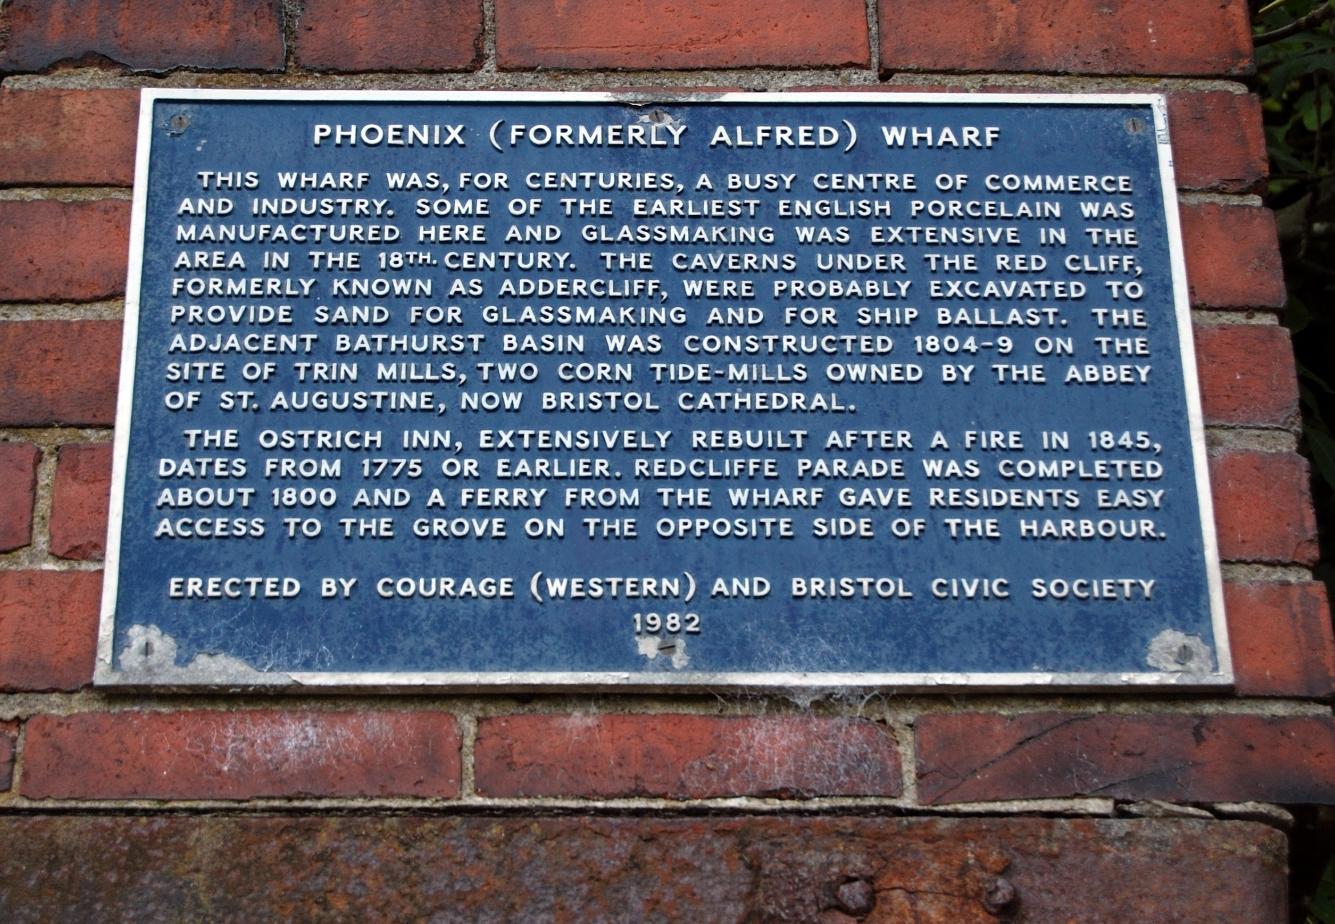 PHOENIX (FORMERLY ALFRED) WHARF
THIS WHARF WAS, FOR CENTURIES, A BUSY CENTRE OF COMMERCE
AND INDUSTRY. SOME OF THE EARLIEST ENGLISH PORCELAIN WAS
MANUFACTURED HERE AND GLASSMAKING WAS EXTENSIVE IN THE
AREA IN THE 18TH. CENTURY. THE CAVERNS UNDER THE RED CLIFF,
FORMERLY KNOWN AS ADDERCLIFF, WERE PROBABLY EXCAVATED TO
PROVIDE SAND FOR GLASSMAKING AND FOR SHIP BALLAST. THE
ADJACENT BATHURST BASIN WAS CONSTRUCTED 1804-9 ON THE
SITE OF TRIN MILLS, TWO CORN TIDE-MILLS OWNED BY THE ABBEY
OF ST. AUGUSTINE, NOW BRISTOL CATHEDRAL.
THE OSTRICH INN, EXTENSIVELY REBUILT AFTER A FIRE IN 1845,
DATES FROM 1775 OR EARLIER. REDCLIFFE PARADE WAS COMPLETED
ABOUT 1800 AND A FERRY FROM THE WHARF GAVE RESIDENTS EASY
ACCESS TO THE GROVE ON THE OPPOSITE SIDE OF THE HARBOUR.
ERECTED BY COURAGE (WESTERN) AND BRISTOL CIVIC SOCIETY
1982